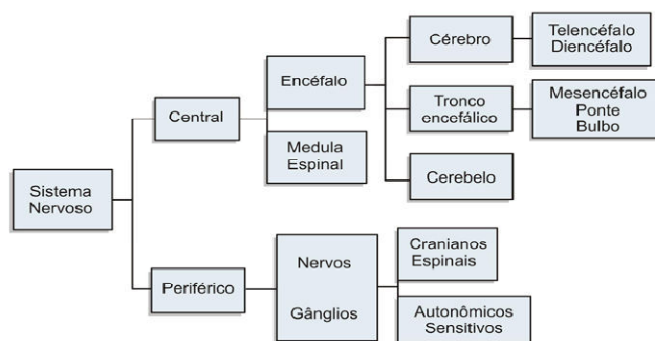 Sistema
Nervoso
Central
Encéfalo
Cérebro
Telencéfalo
Diencéfalo
Tronco
encefálico
Mesencéfalo
Ponte
Bulbo
Cerebelo
Medula
Espinal
Periférico
Nervos
Gânglios
Cranianos
Espinais
Autonômicos
Sensitivos